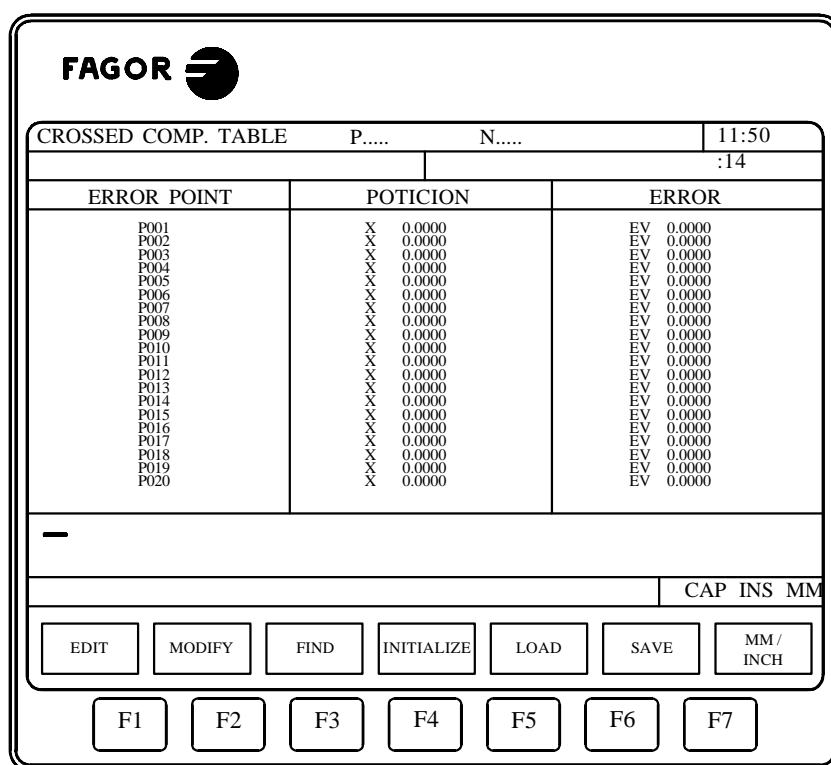 FAGOR
CROSSED COMP. TABLE P..... N..... 11:50
:14
ERROR POINT POTICION ERROR
P001 X 0.0000 EV 0.0000
P002 X 0.0000 EV 0.0000
P003 X 0.0000 EV 0.0000
P004 X 0.0000 EV 0.0000
P005 X 0.0000 EV 0.0000
P006 X 0.0000 EV 0.0000
P007 X 0.0000 EV 0.0000
P008 X 0.0000 EV 0.0000
P009 X 0.0000 EV 0.0000
P010 X 0.0000 EV 0.0000
P011 X 0.0000 EV 0.0000
P012 X 0.0000 EV 0.0000
P013 X 0.0000 EV 0.0000
P014 X 0.0000 EV 0.0000
P015 X 0.0000 EV 0.0000
P016 X 0.0000 EV 0.0000
P017 X 0.0000 EV 0.0000
P018 X 0.0000 EV 0.0000
P019 X 0.0000 EV 0.0000
P020 X 0.0000 EV 0.0000
CAP INS MM
EDIT MODIFY FIND INITIALIZE LOAD SAVE MM /
INCH
F1 F2 F3 F4 F5 F6 F7